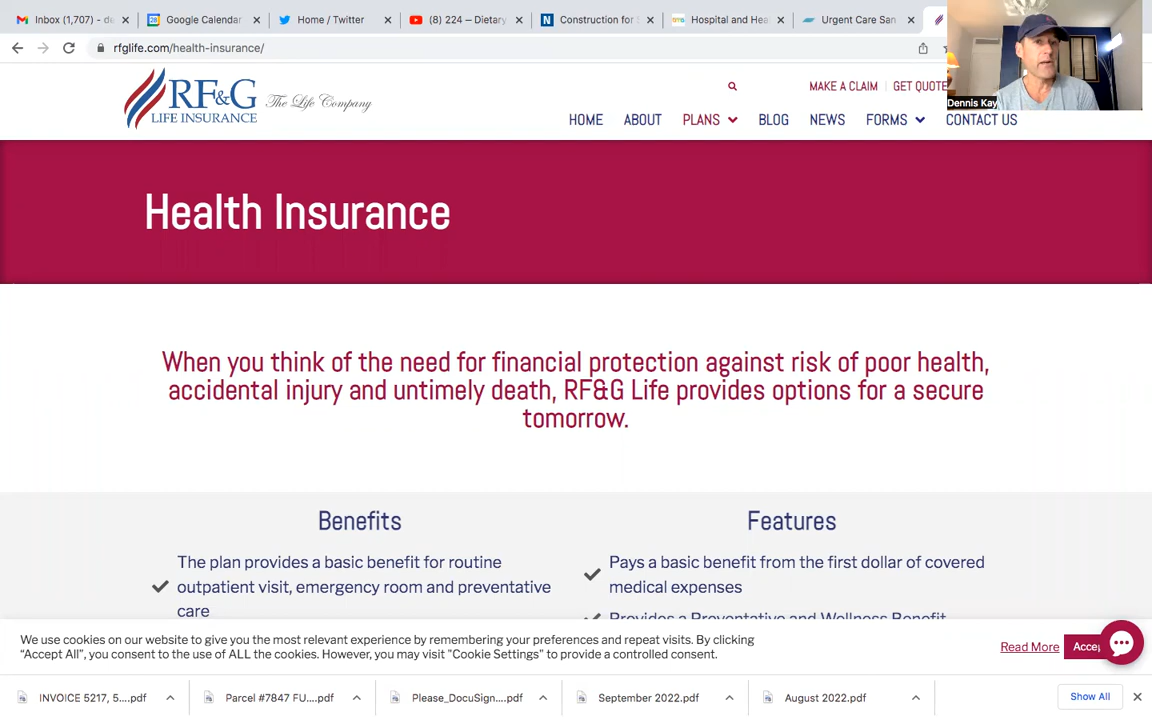 Inbox (1,707) - d
Google Calendar
Home / Twitter
(8) 224 – Dietary
Construction for S
Hospital and Hea
Urgent Care San
rfglife.com/health-insurance/
RF&G
LIFE INSURANCE
The Life Company
MAKE A CLAIM
GET QUOTE
Dennis Kay
HOME
ABOUT
PLANS
BLOG
NEWS
FORMS
CONTACT US
Health Insurance
When you think of the need for financial protection against risk of poor health,
accidental injury and untimely death, RF&G Life provides options for a secure
tomorrow.
Benefits
The plan provides a basic benefit for routine
outpatient visit, emergency room and preventative
care
Features
Pays a basic benefit from the first dollar of covered
medical expenses
Provides a Preventative and Wellness Benefit
We use cookies on our website to give you the most relevant experience by remembering your preferences and repeat visits. By clicking
“Accept All”, you consent to the use of ALL the cookies. However, you may visit "Cookie Settings" to provide a controlled consent.
Read More
Accep
INVOICE 5217, 5....pdf
Parcel #7847 FU....pdf
Please_DocuSign....pdf
September 2022.pdf
August 2022.pdf
Show All